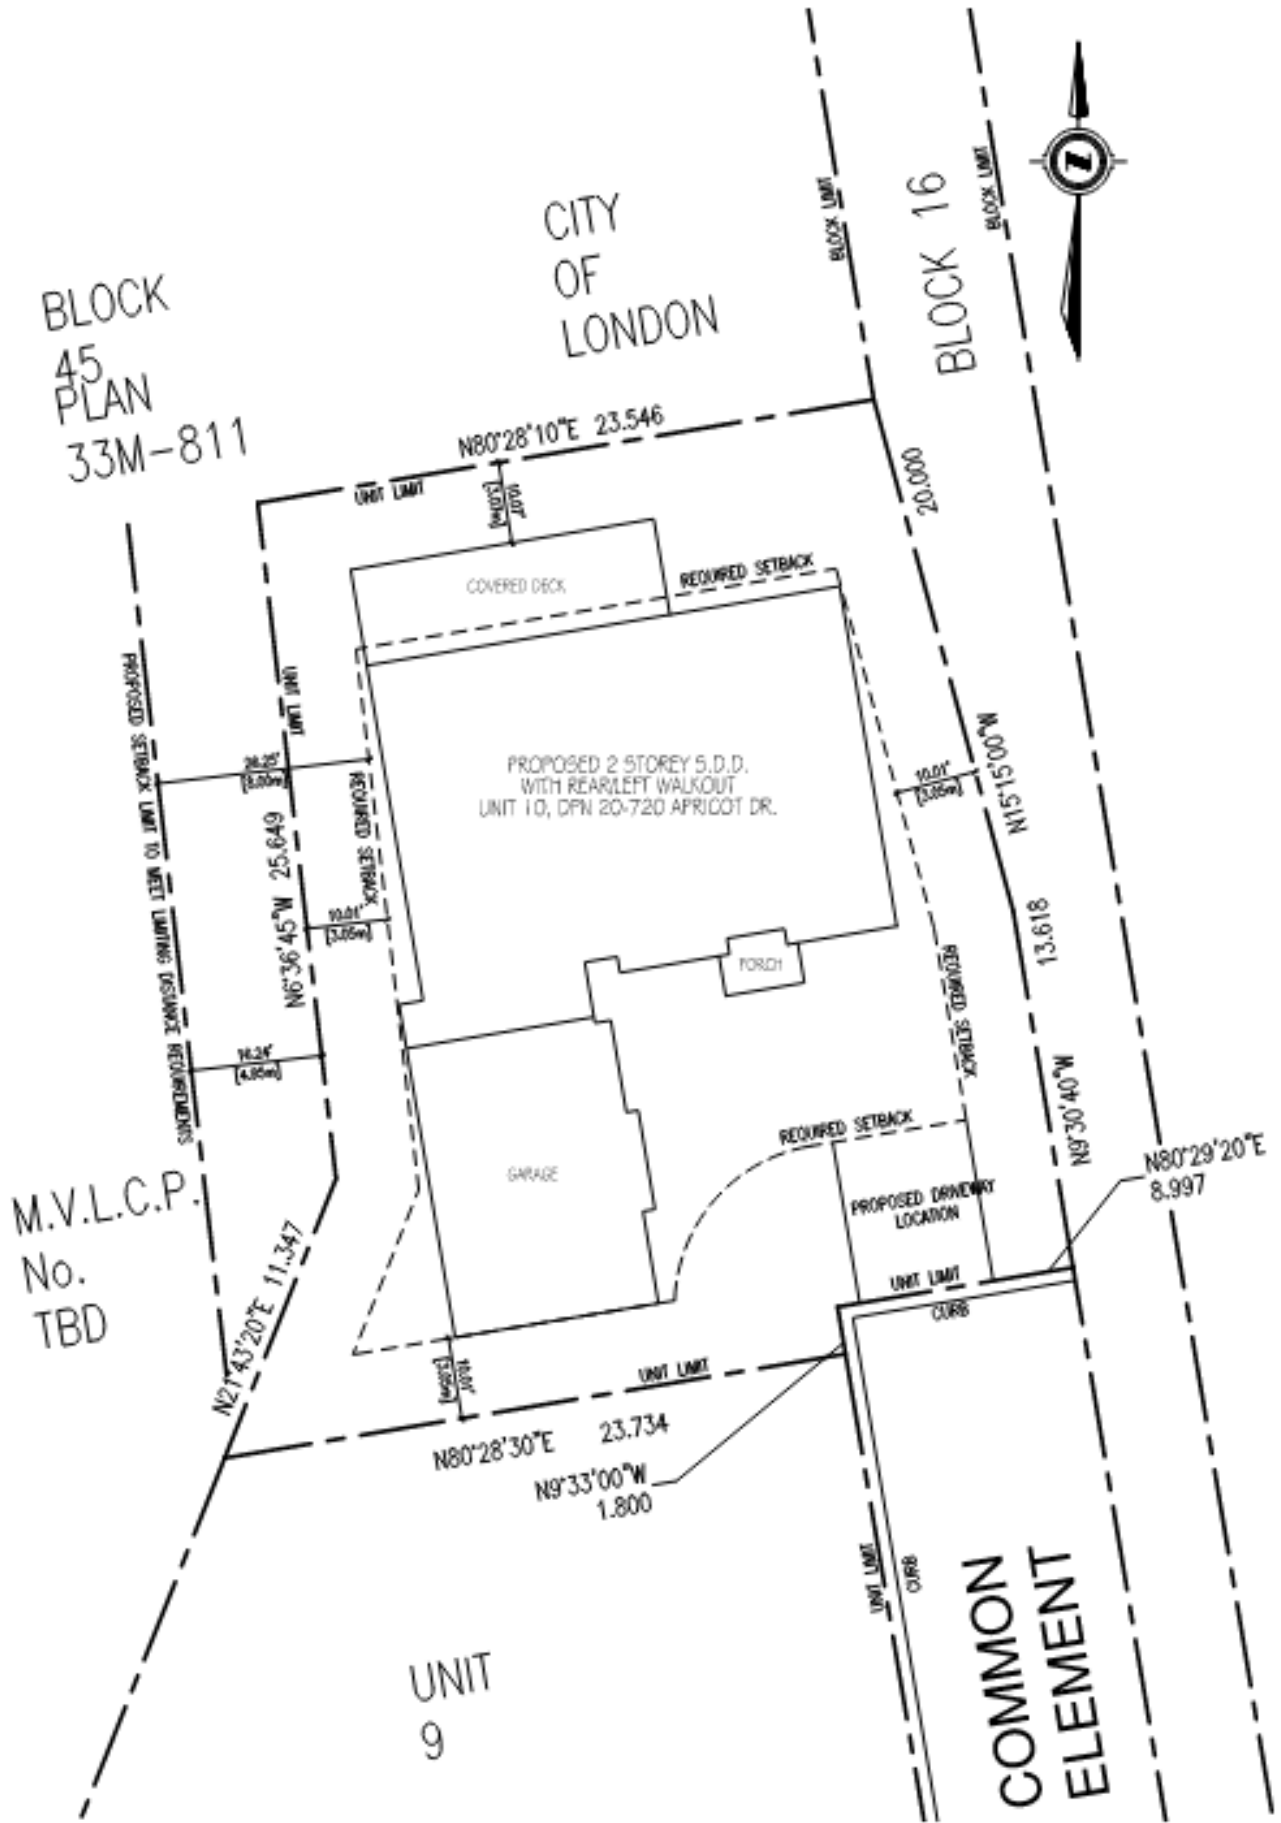 CITY
OF
LONDON
BLOCK 16
BLOCK LIMIT
BLOCK LIMIT
BLOCK
45
PLAN
33M-811
N80°28'10"E 23.546
UNIT LIMIT
10.07'
[3.07m]
20.000
COVERED DECK
REQUIRED SETBACK
PROPOSED SETBACK LIMIT TO MEET LIMITING DISTANCE REQUIREMENTS
UNIT LIMIT
26.25'
[8.00m]
REQUIRED SETBACK
PROPOSED 2 STOREY S.D.D.
WITH REAR/LEFT WALKOUT
UNIT 10, DPN 20-720 APRICOT DR.
10.01'
[3.05m]
N15°15'00"W
N6°36'45"W 25.649
10.01'
[3.05m]
PORCH
13.618
REQUIRED SETBACK
16.24'
[4.95m]
N9°30'40"W
REQUIRED SETBACK
GARAGE
N80°29'20"E
8.997
PROPOSED DRIVEWAY
LOCATION
M.V.L.C.P.
No.
TBD
N21°43'20"E 11.347
UNIT LIMIT
CURB
10.01'
[3.05m]
UNIT LIMIT
N80°28'30"E 23.734
N9°33'00"W
1.800
UNIT LIMIT
CURB
COMMON
ELEMENT
UNIT
9